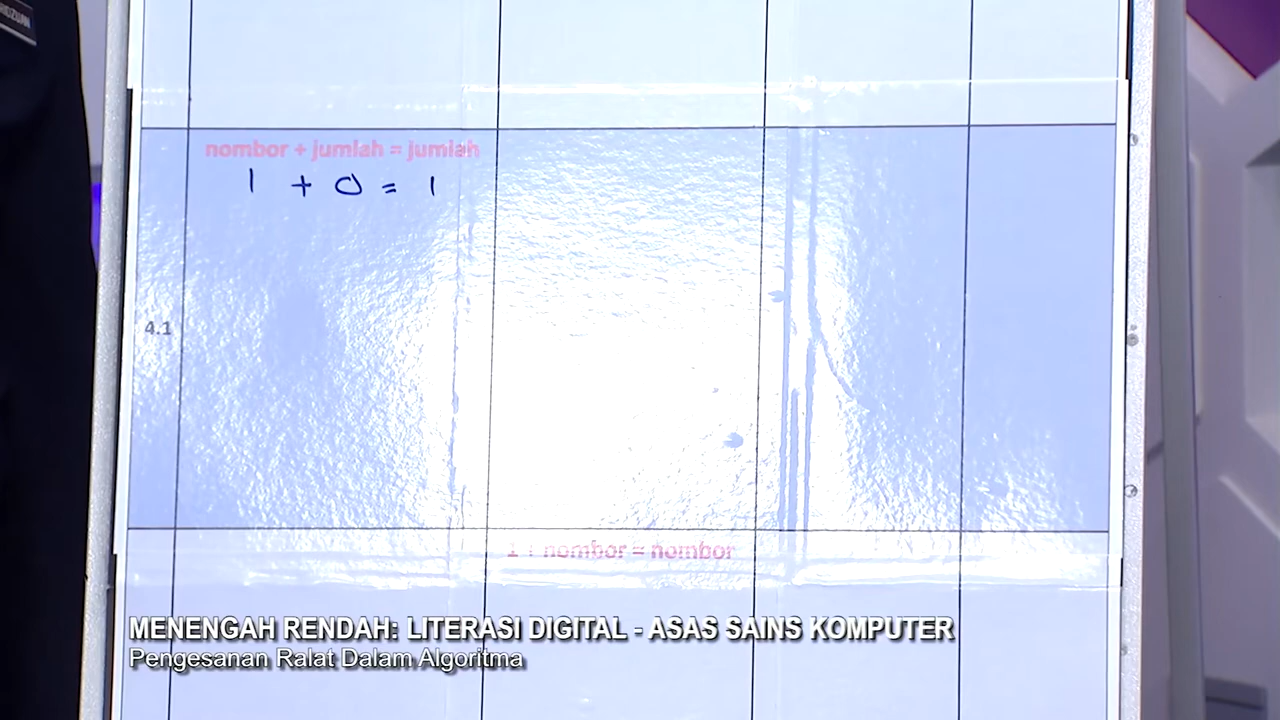 nombor + jumlah = jumlah
1 + 0 = 1
4.1
1 + nombor = nombor
MENENGAH RENDAH: LITERASI DIGITAL - ASAS SAINS KOMPUTER
Pengesanan Ralat Dalam Algoritma